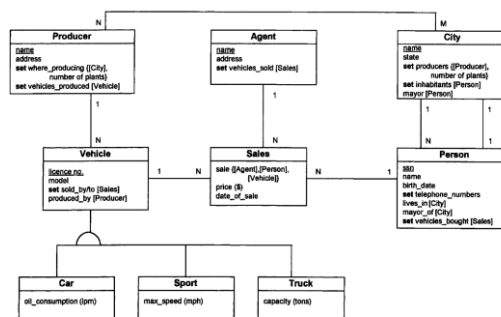 N
M
Producer
name
address
set where_producing {[City],
number of plants}
set vehicles_produced [Vehicle]
Agent
name
address
set vehicles_sold [Sales]
City
name
state
set producers {[Producer],
number of plants}
set inhabitants [Person]
mayor [Person]
1
1
1
1
N
N
N
1
Vehicle
licence no.
model
set sold_by/to [Sales]
produced_by [Producer]
1
N
Sales
sale {[Agent],[Person],
[Vehicle]}
price ($)
date_of_sale
N
1
Person
ssn
name
birth_date
set telephone_numbers
lives_in [City]
mayor_of [City]
set vehicles_bought [Sales]
Car
oil_consumption (lpm)
Sport
max_speed (mph)
Truck
capacity (tons)